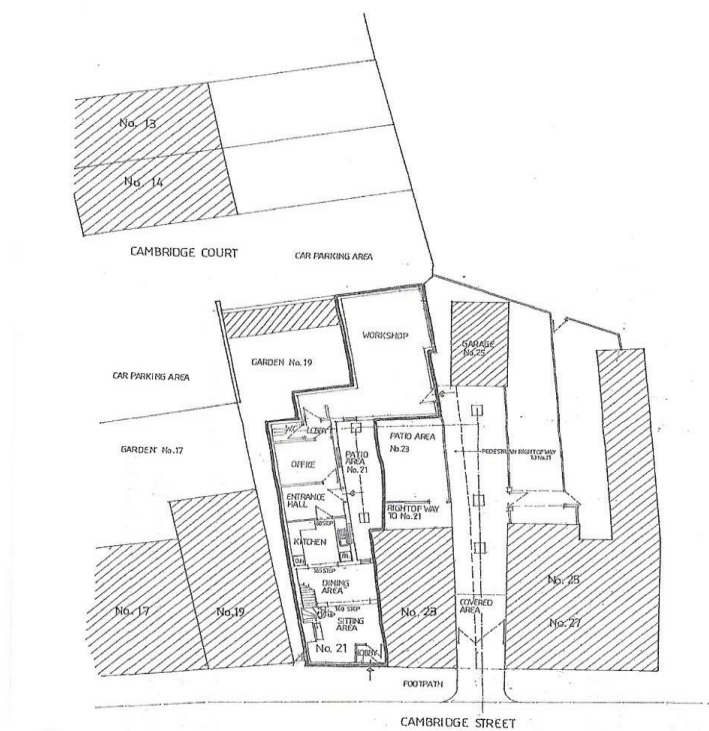 No. 13
No. 14
CAMBRIDGE COURT
CAR PARKING AREA
WORKSHOP
GARAGE
No.25
GARDEN No.19
CAR PARKING AREA
W.C.
LOBBY
PATIO AREA
No.23
PEDESTRIAN RIGHT OF WAY
GARDEN No.17
OFFICE
PATIO
AREA
No.21
ENTRANCE
HALL
RIGHT OF WAY
TO No.21
KITCHEN
DINING
AREA
No. 25
No. 17
No.19
160 STEP
SITTING
AREA
No. 23
COVERED
AREA
No. 27
No. 21
LOBBY
FOOTPATH
CAMBRIDGE STREET